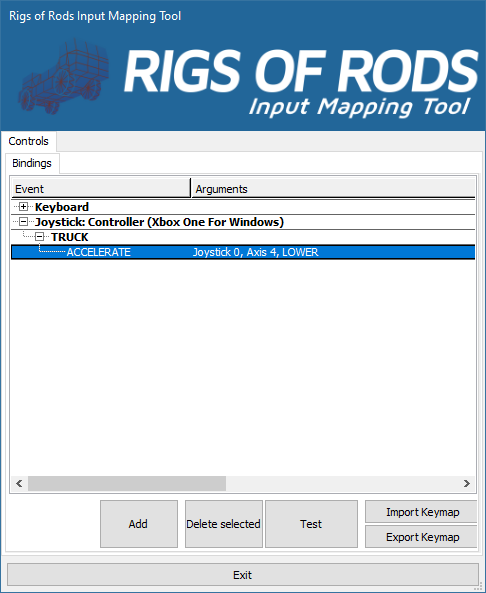 Rigs of Rods Input Mapping Tool
RIGS OF RODS
Input Mapping Tool
Controls
Bindings
Event Arguments
Keyboard
Joystick: Controller (Xbox One For Windows)
TRUCK
ACCELERATE Joystick 0, Axis 4, LOWER
Add Delete selected Test Import Keymap
Export Keymap
Exit